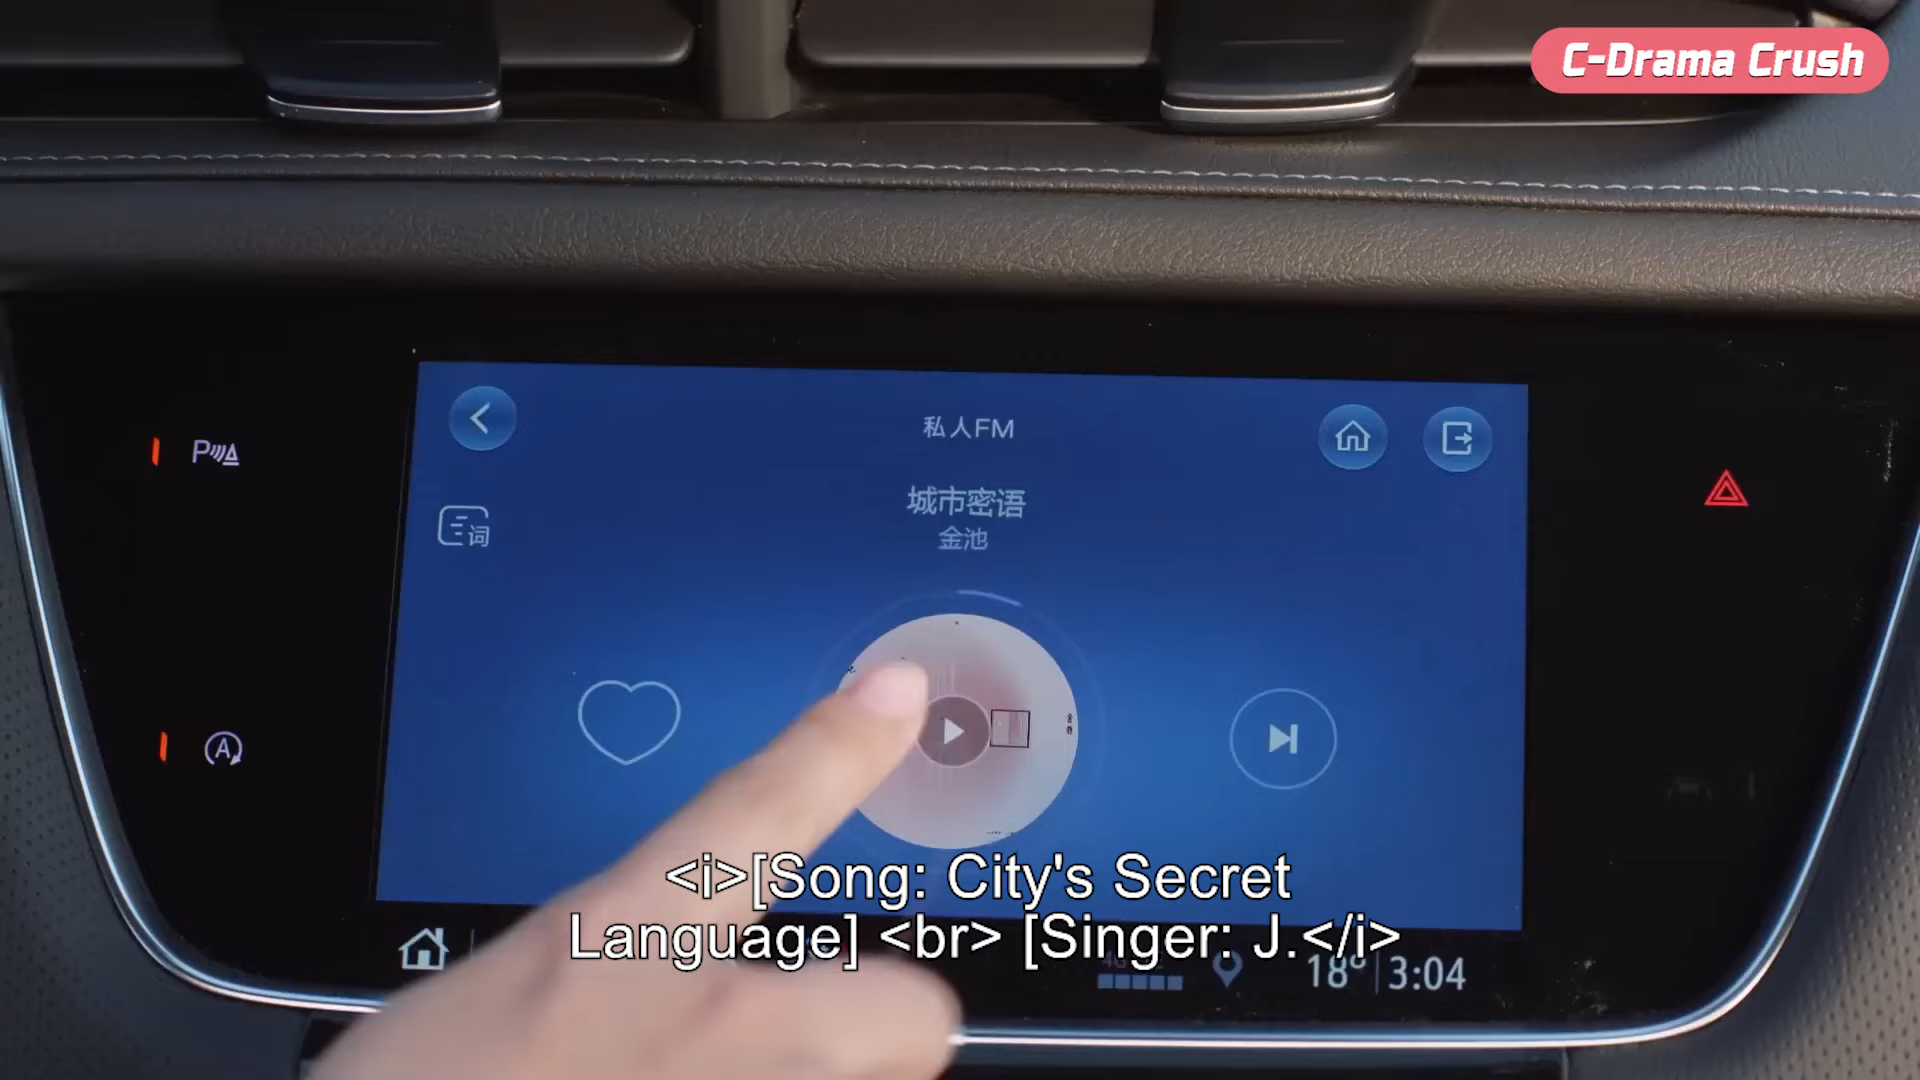 C-Drama Crush
私人FM
城市密语
金池
词
P
A
<i>[Song: City's Secret
Language] <br> [Singer: J.</i>
18° 3:04